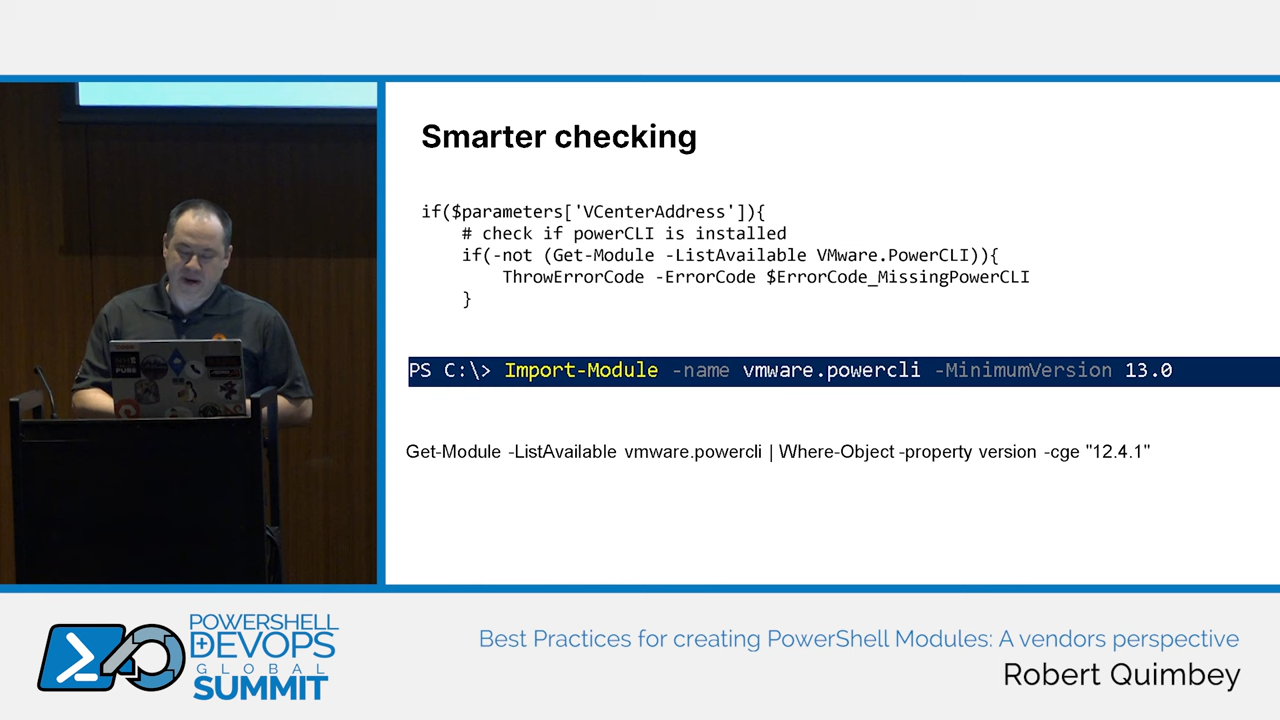 Smarter checking
if($parameters['VCenterAddress']){
# check if powerCLI is installed
if(-not (Get-Module -ListAvailable VMware.PowerCLI)){
ThrowErrorCode -ErrorCode $ErrorCode_MissingPowerCLI
}
PS C:\> Import-Module -name vmware.powercli -MinimumVersion 13.0
Get-Module -ListAvailable vmware.powercli | Where-Object -property version -cge "12.4.1"
POWERSHELL
DEVOPS
GLOBAL
SUMMIT
Best Practices for creating PowerShell Modules: A vendors perspective
Robert Quimbey